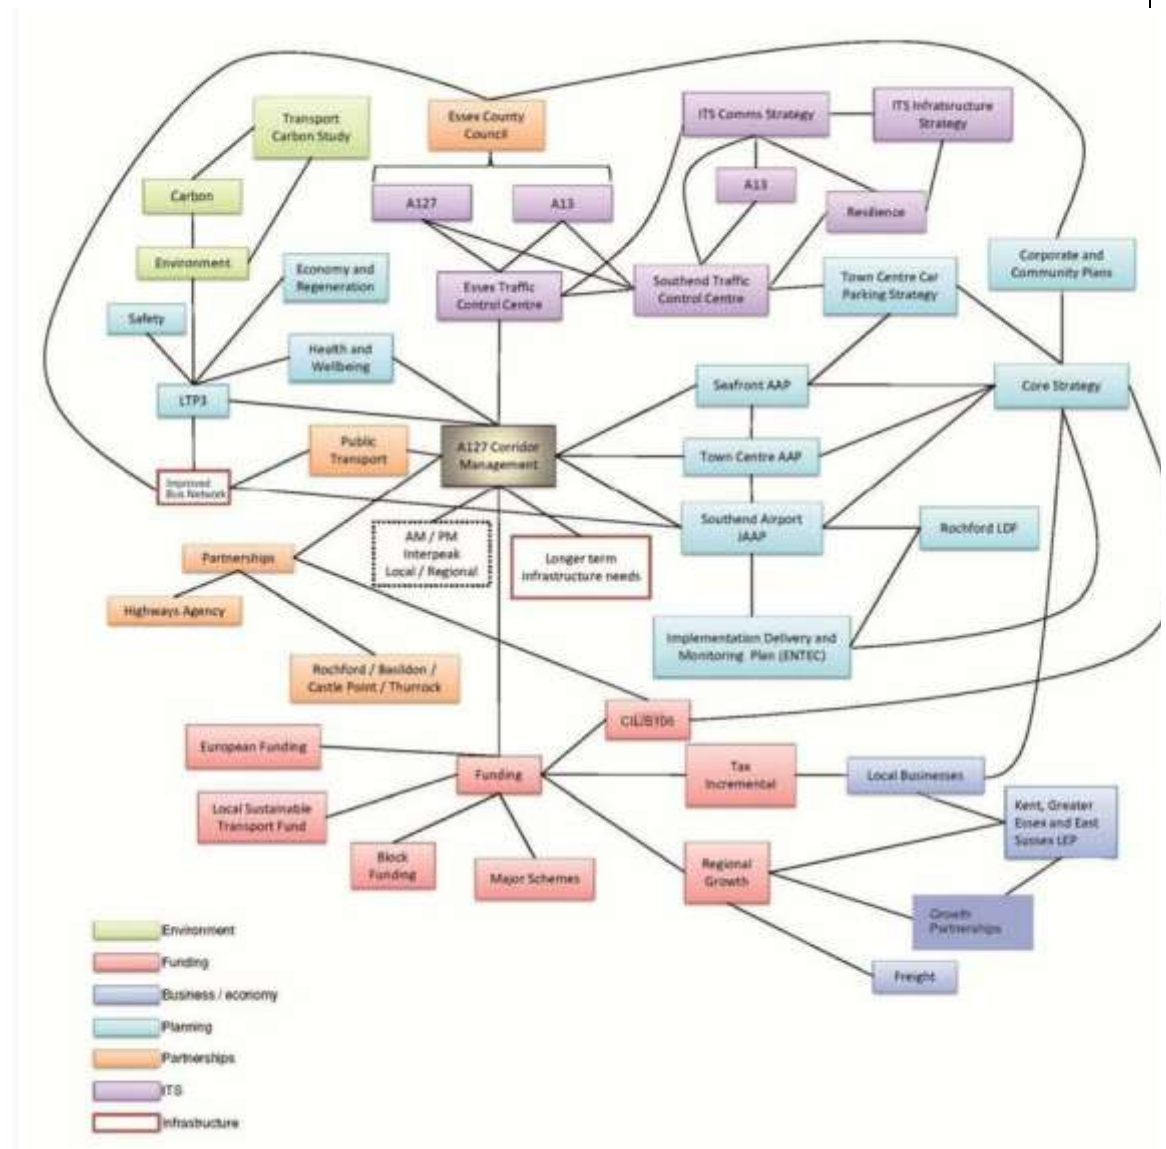 Transport
Carbon Study
Essex County
Council
ITS Comms Strategy
ITS Infratsructure
Strategy
Carbon
A127
A13
A13
Resilience
Environment
Economy and
Regeneration
Essex Traffic
Control Centre
Southend Traffic
Control Centre
Town Centre Car
Parking Strategy
Corporate and
Community Plans
Safety
Health and
Wellbeing
LTP3
Seafront AAP
Core Strategy
Public
Transport
A127 Corridor
Management
Town Centre AAP
Improved
Bus Network
Southend Airport
JAAP
Rochford LDF
AM / PM
Interpeak
Local / Regional
Longer term
infrastructure needs
Partnerships
Highways Agency
Implementation Delivery and
Monitoring Plan (ENTEC)
Rochford / Basildon /
Castle Point / Thurrock
CIL/S106
European Funding
Funding
Tax
Incremental
Local Businesses
Local Sustainable
Transport Fund
Kent, Greater
Essex and East
Sussex LEP
Block
Funding
Major Schemes
Regional
Growth
Growth
Partnerships
Freight
Environment
Funding
Business / economy
Planning
Partnerships
ITS
Infrastructure